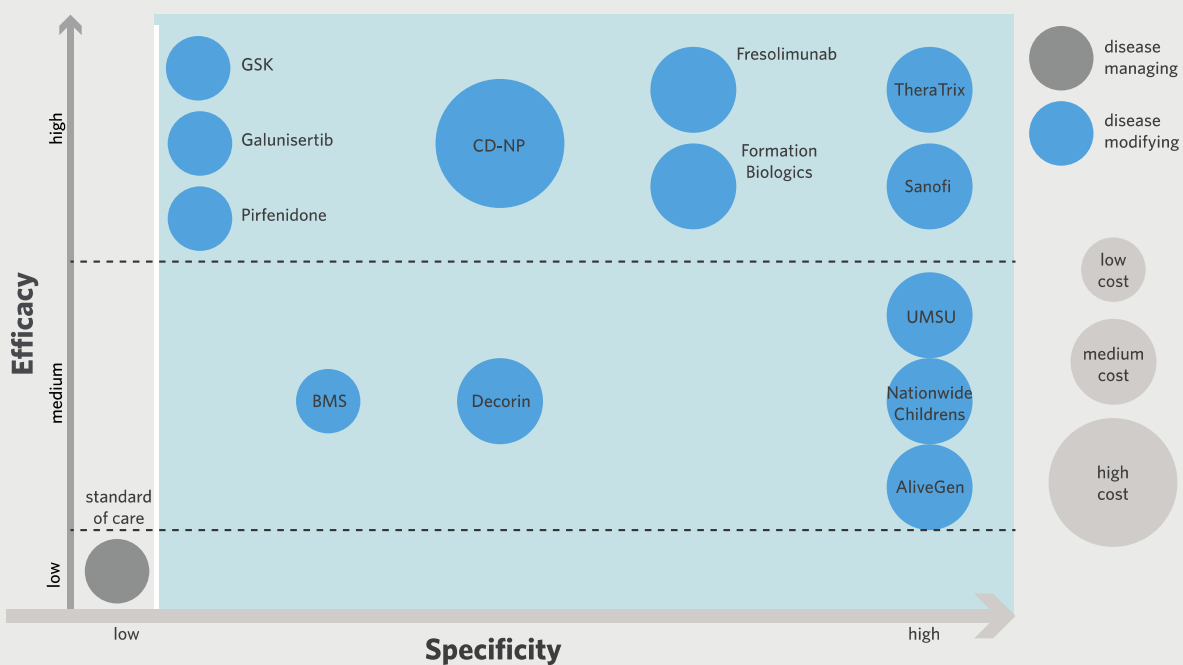 GSK
Galunisertib
Pirfenidone
CD-NP
Fresolimunab
Formation
Biologics
TheraTrix
Sanofi
UMSU
Nationwide
Childrens
AliveGen
BMS
Decorin
standard
of care
Efficacy
high
medium
low
low
high
Specificity
disease
managing
disease
modifying
low
cost
medium
cost
high
cost